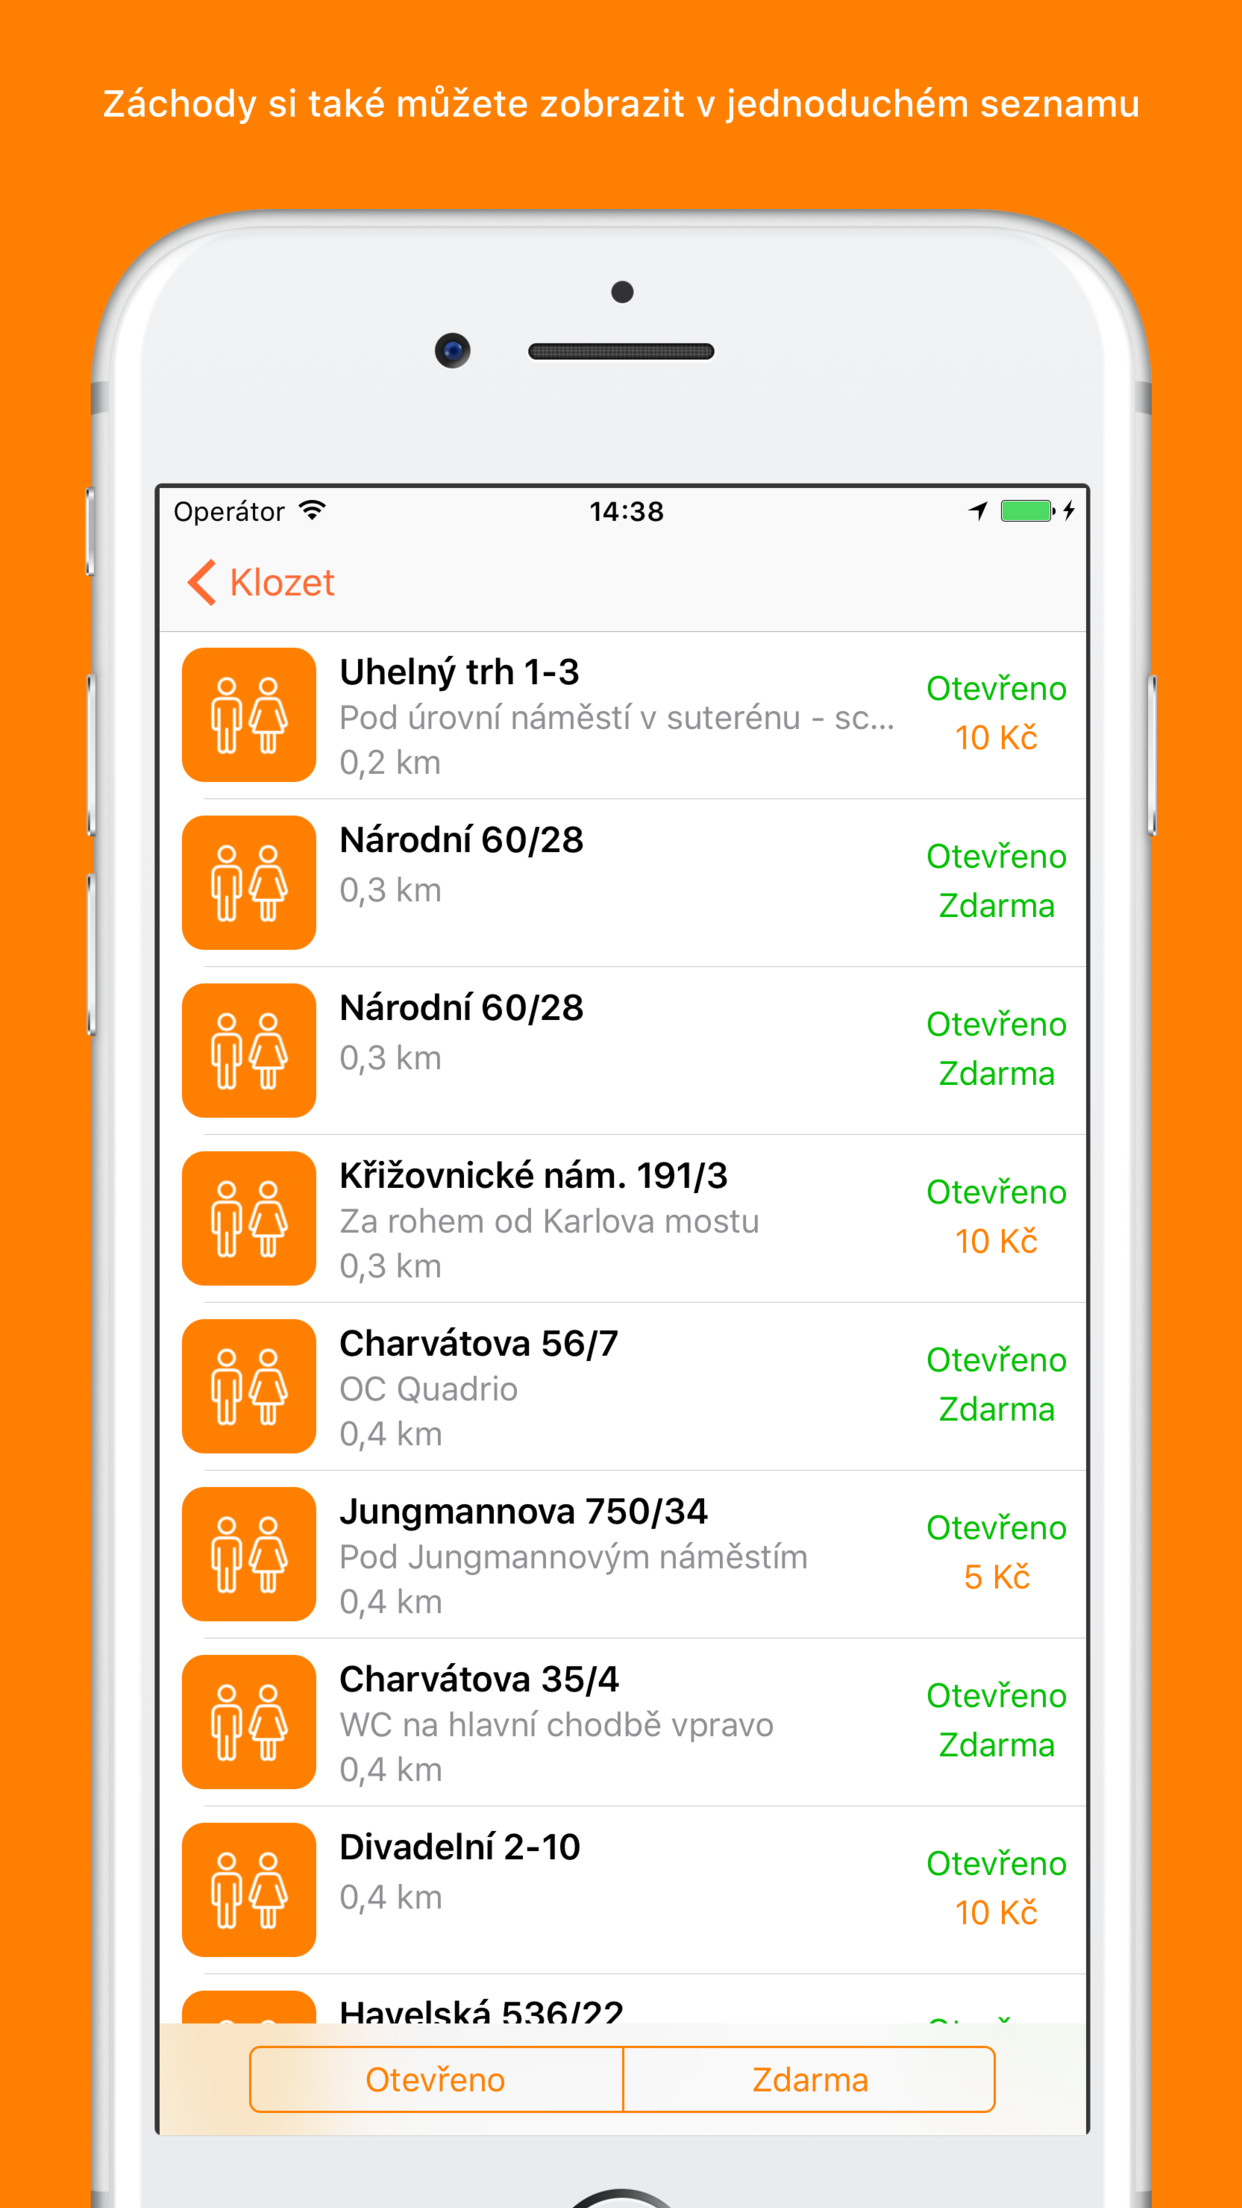 Záchody si také můžete zobrazit v jednoduchém seznamu
Operátor 14:38
Klozet
Uhelný trh 1-3
Otevřeno
Pod úrovní náměstí v suterénu - sc...
10 Kč
0,2 km
Národní 60/28
Otevřeno
0,3 km
Zdarma
Národní 60/28
Otevřeno
0,3 km
Zdarma
Křižovnické nám. 191/3
Otevřeno
Za rohem od Karlova mostu
10 Kč
0,3 km
Charvátova 56/7
Otevřeno
OC Quadrio
Zdarma
0,4 km
Jungmannova 750/34
Otevřeno
Pod Jungmannovým náměstím
5 Kč
0,4 km
Charvátova 35/4
Otevřeno
WC na hlavní chodbě vpravo
Zdarma
0,4 km
Divadelní 2-10
Otevřeno
0,4 km
10 Kč
Havelská 536/22
Otevřeno Zdarma